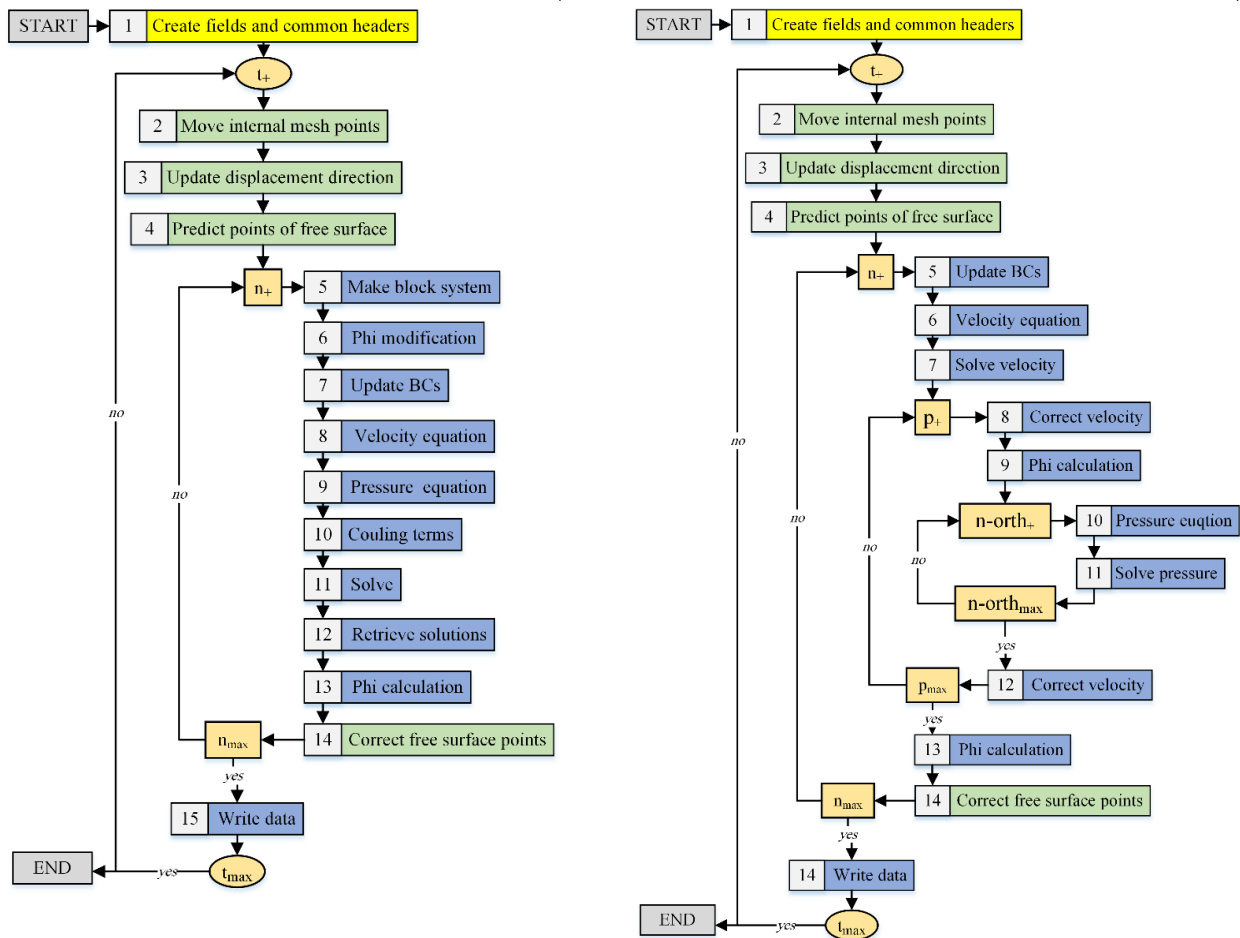 START
1 Create fields and common headers
t+
2 Move internal mesh points
3 Update displacement direction
4 Predict points of free surface
n+
5 Make block system
6 Phi modification
7 Update BCs
8 Velocity equation
9 Pressure equation
10 Couling terms
11 Solve
12 Retrieve solutions
13 Phi calculation
14 Correct free surface points
nmax
no
yes
15 Write data
tmax
yes
no
END
START
1 Create fields and common headers
t+
2 Move internal mesh points
3 Update displacement direction
4 Predict points of free surface
n+
5 Update BCs
6 Velocity equation
7 Solve velocity
p+
8 Correct velocity
9 Phi calculation
n-orth+
10 Pressure euqtion
11 Solve pressure
n-orthmax
no
yes
12 Correct velocity
pmax
no
yes
13 Phi calculation
14 Correct free surface points
nmax
no
yes
14 Write data
tmax
yes
no
END